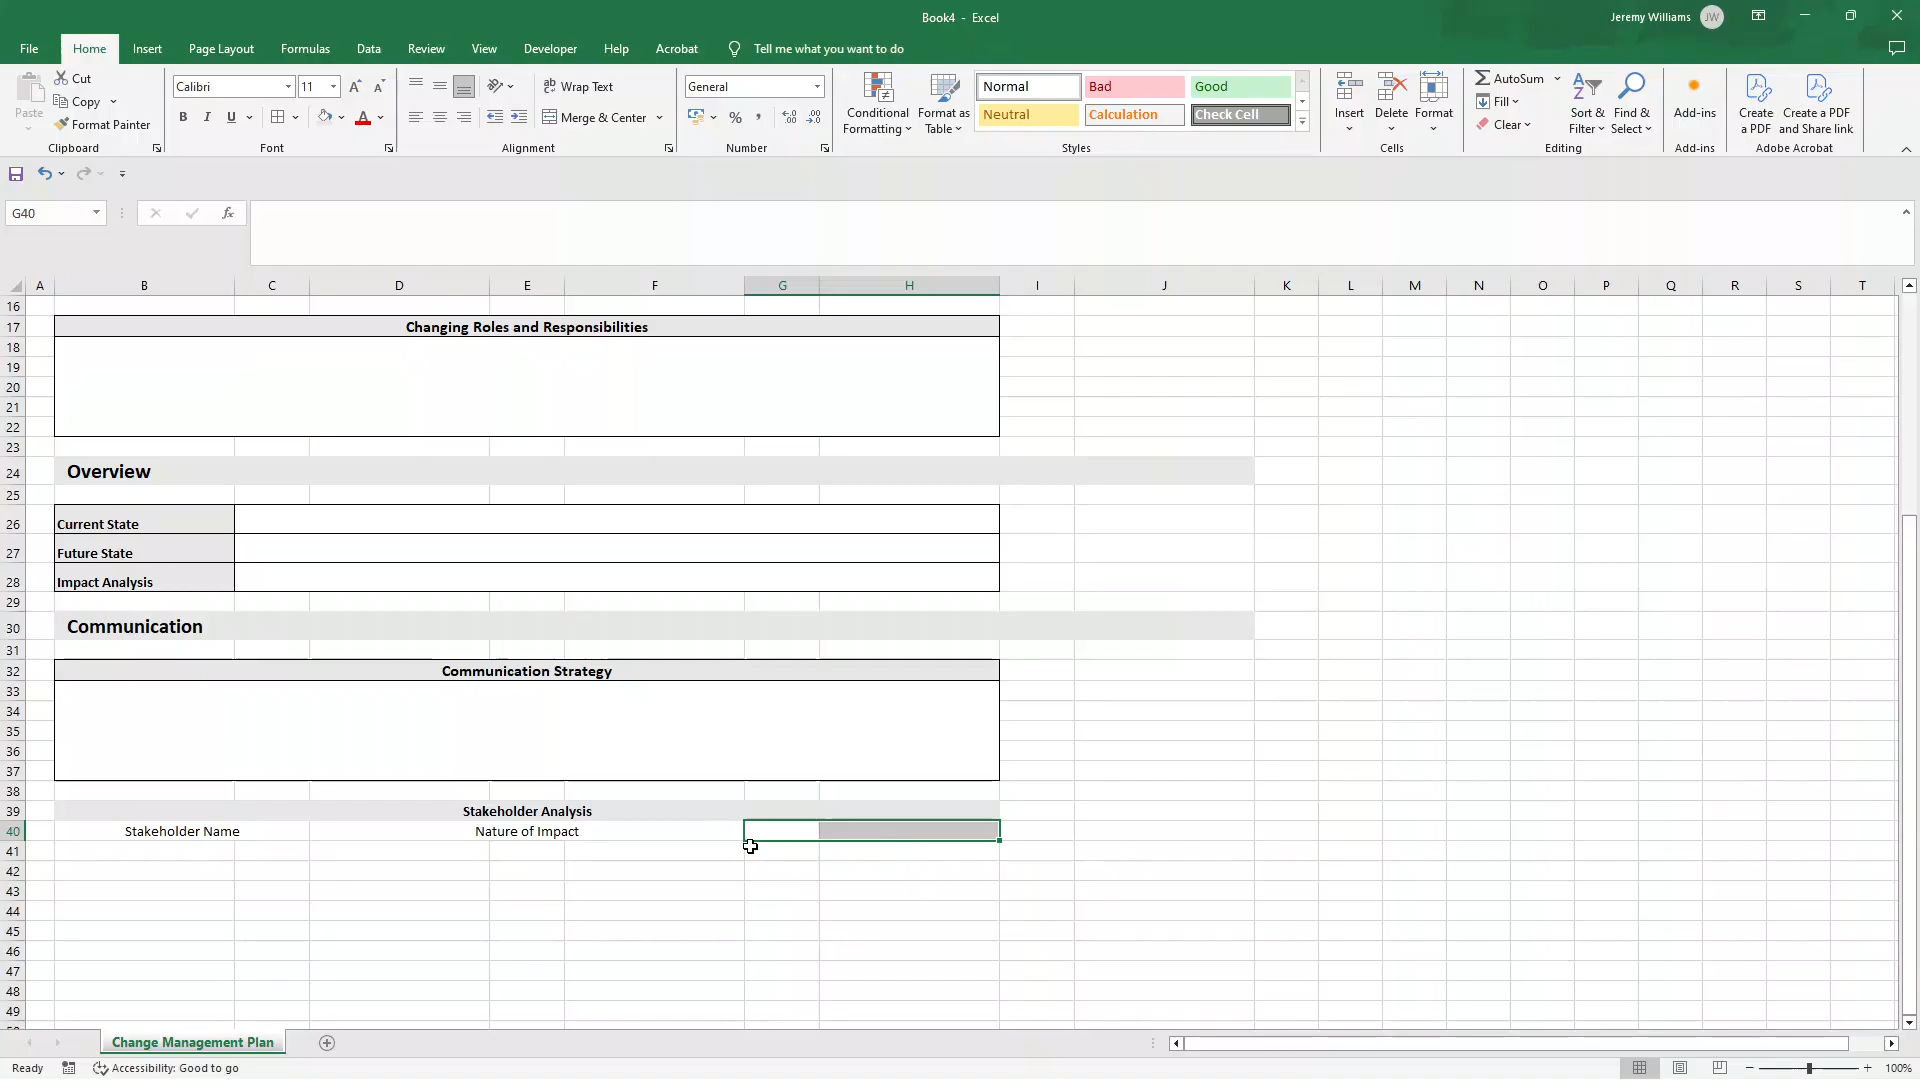 Book4 - Excel
Jeremy Williams JW
File Home Insert Page Layout Formulas Data Review View Developer Help Acrobat Tell me what you want to do
Paste
Cut
Copy
Format Painter
Clipboard
Calibri 11
B I U
Font
ab Wrap Text
Merge & Center
Alignment
General
%
Number
Conditional Formatting
Format as Table
Normal Bad Good
Neutral Calculation Check Cell
Styles
Insert Delete Format
Cells
AutoSum
Fill
Clear
Sort & Filter
Find & Select
Editing
Add-ins
Add-ins
Create a PDF
Create a PDF and Share link
Adobe Acrobat
G40
fx
A B C D E F G H I J K L M N O P Q R S T
16
17 Changing Roles and Responsibilities
18
19
20
21
22
23
24 Overview
25
26 Current State
27 Future State
28 Impact Analysis
29
30 Communication
31
32 Communication Strategy
33
34
35
36
37
38
39 Stakeholder Analysis
40 Stakeholder Name Nature of Impact
41
42
43
44
45
46
47
48
49
Change Management Plan
Ready Accessibility: Good to go 100%